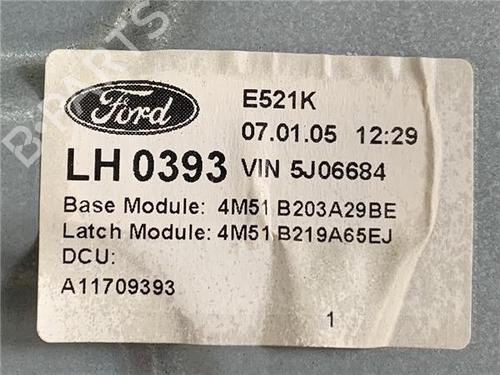 B-PARTS
Ford
E521K
07.01.05 12:29
LH 0393 VIN 5J06684
Base Module: 4M51 B203A29BE
Latch Module: 4M51 B219A65EJ
DCU:
A11709393
1